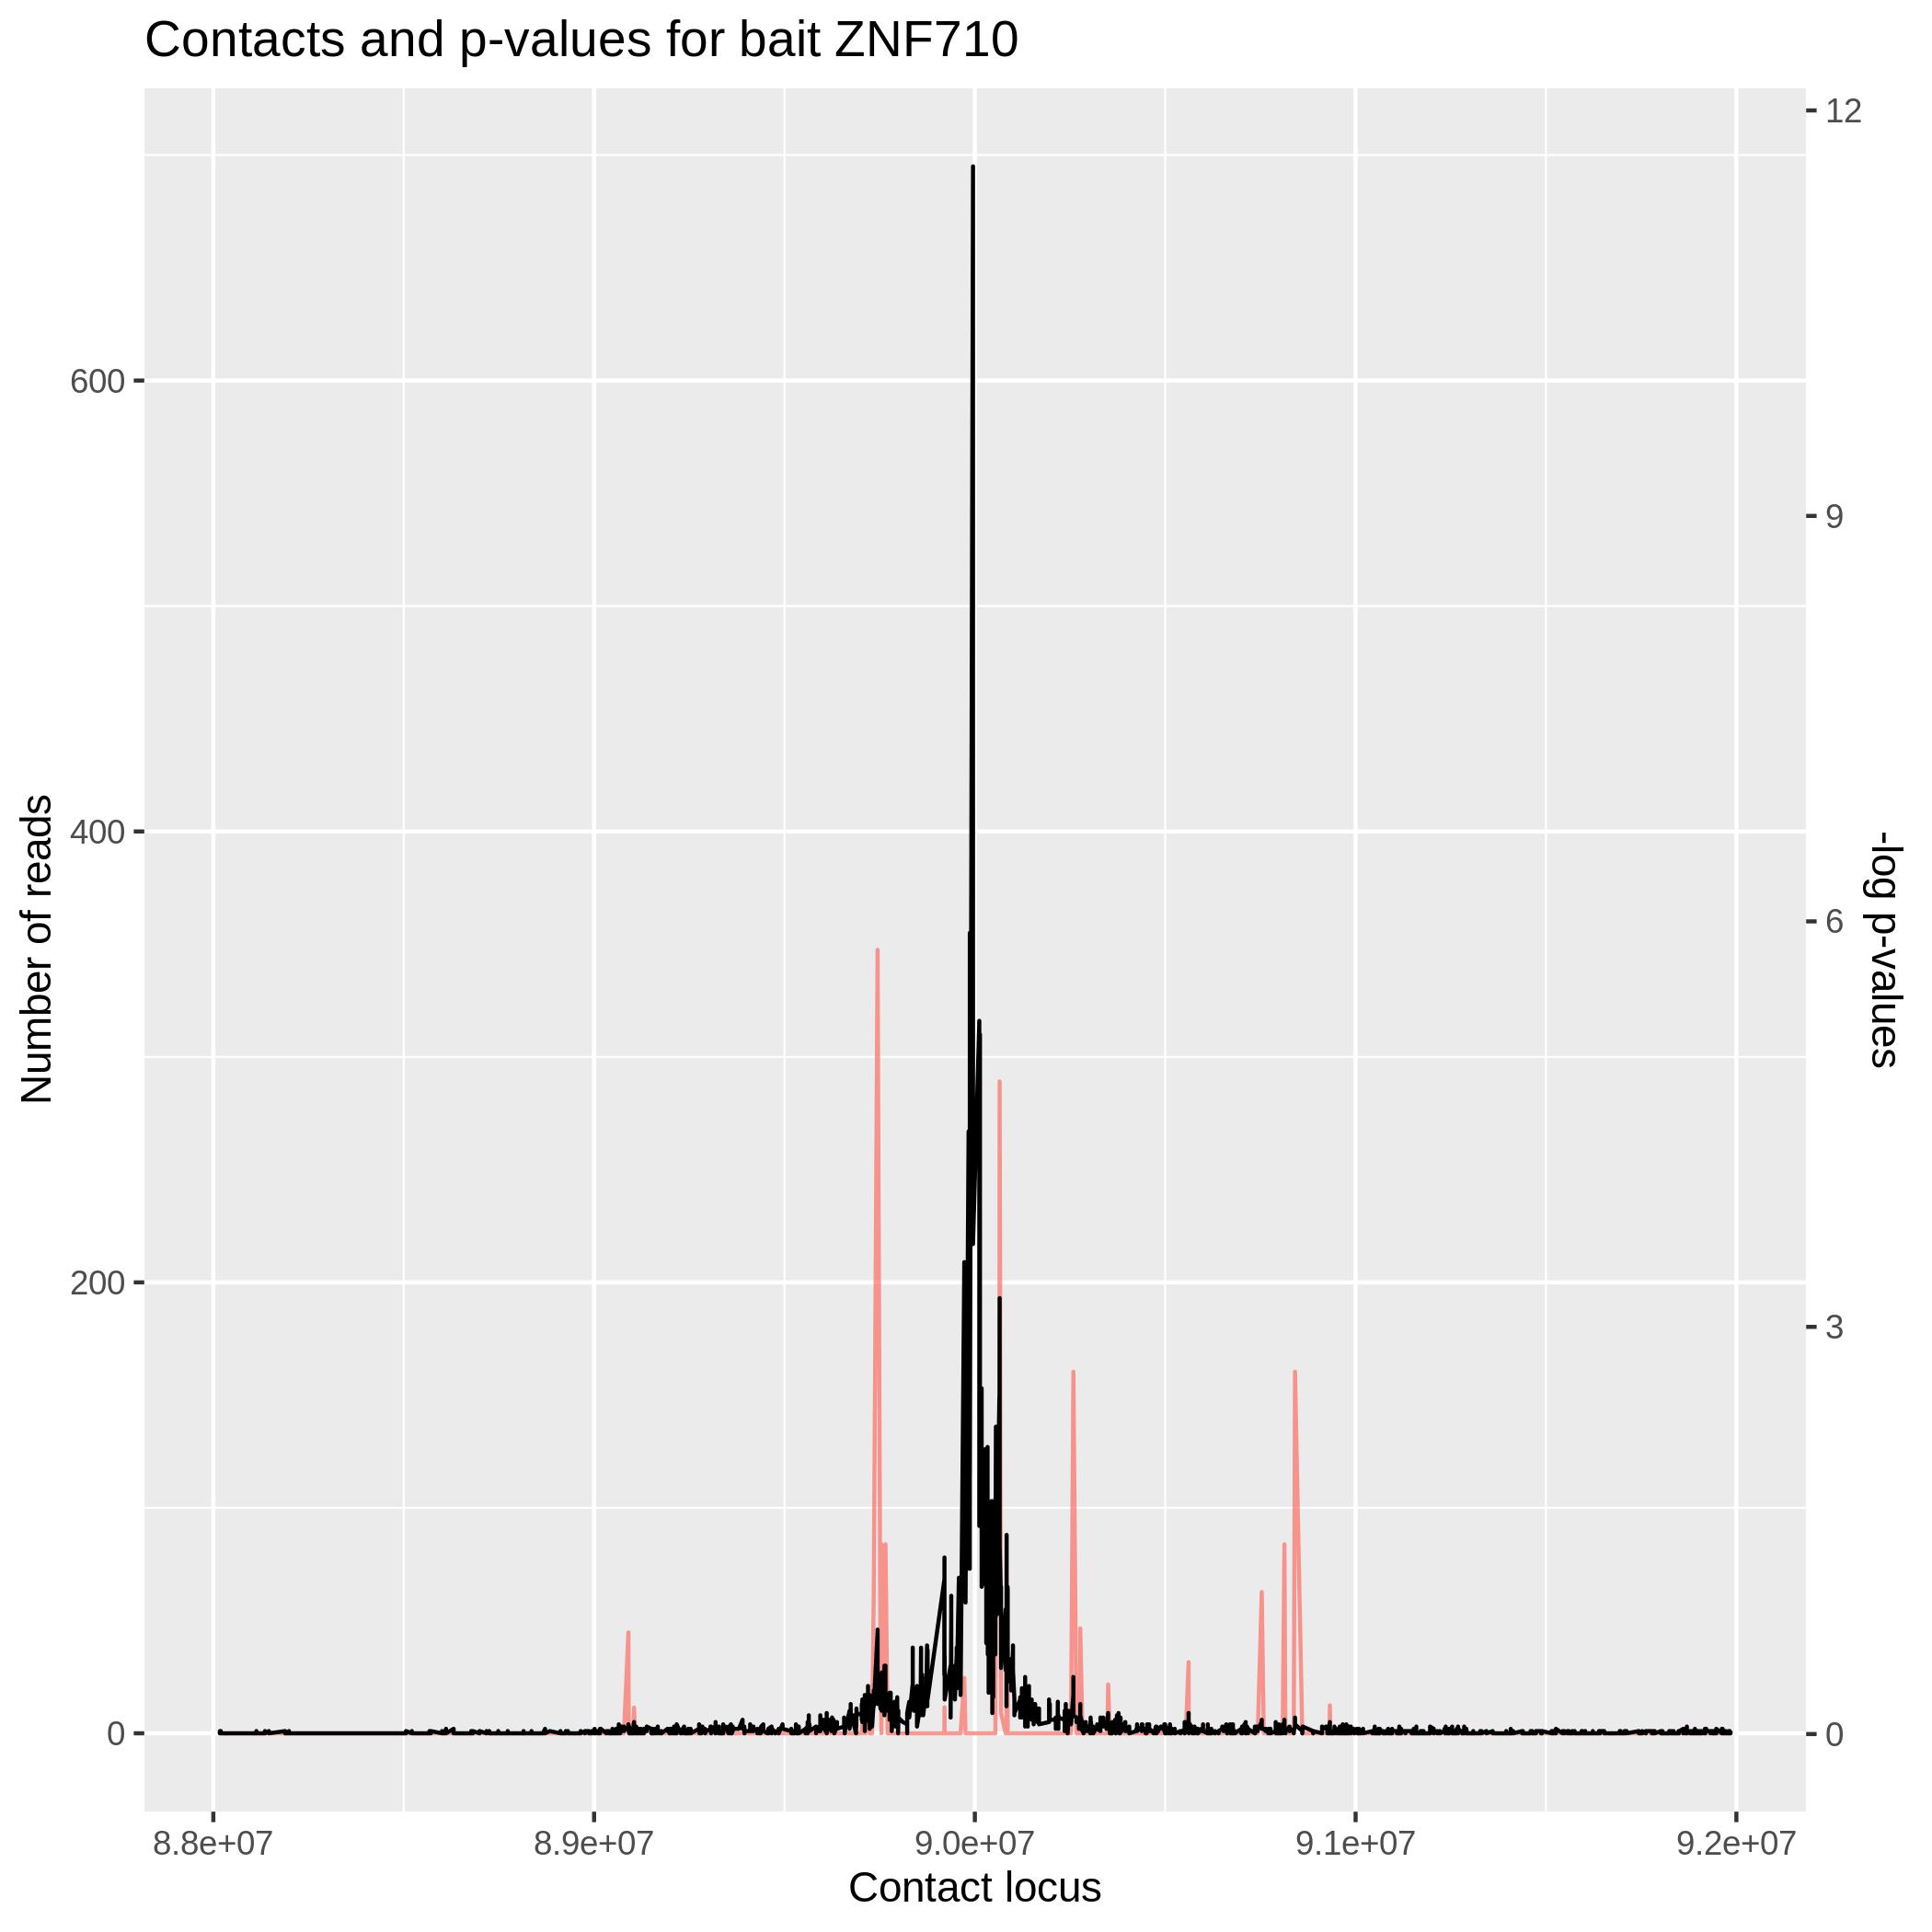 Contacts and p-values for bait ZNF710
12
9
6
3
0
600
400
200
0
Number of reads
-log p-values
8.8e+07
8.9e+07
9.0e+07
9.1e+07
9.2e+07
Contact locus